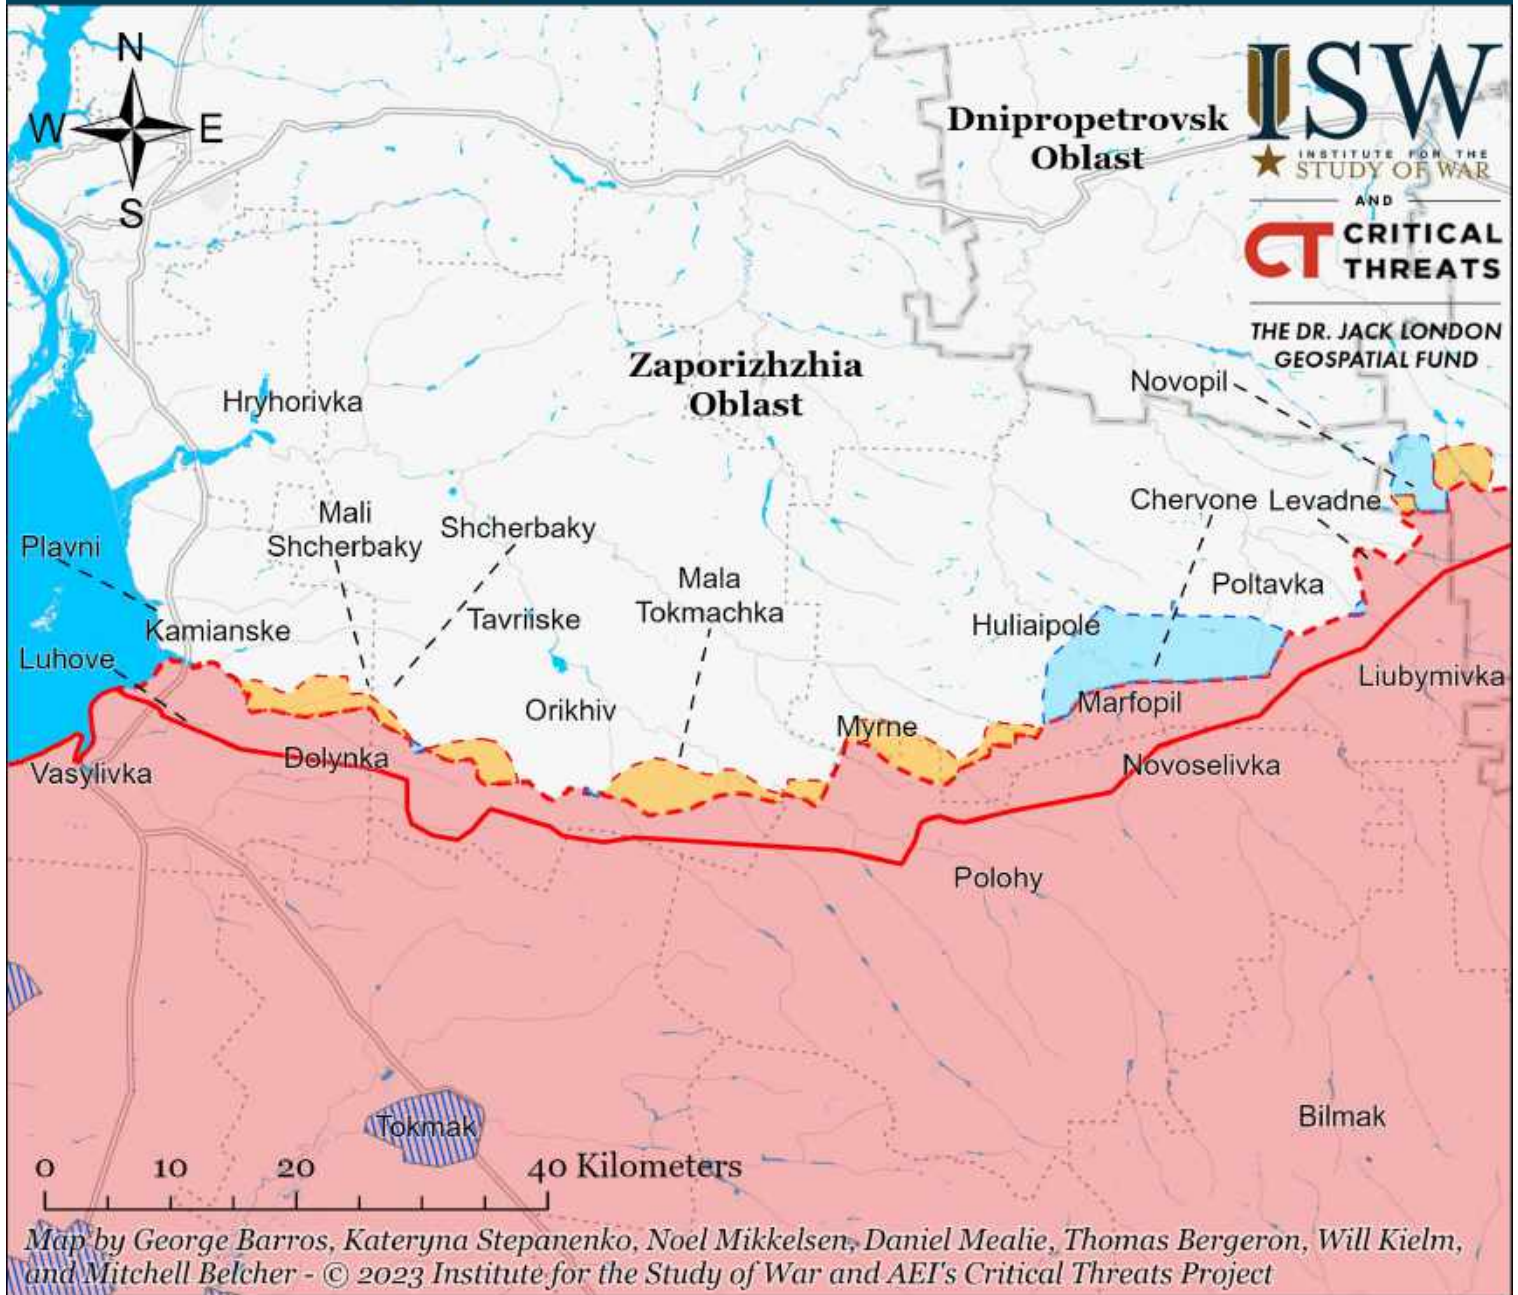 N
W
E
S
ISW
INSTITUTE FOR THE
STUDY OF WAR
AND
CT CRITICAL
THREATS
THE DR. JACK LONDON
GEOSPATIAL FUND
Dnipropetrovsk
Oblast
Zaporizhzhia
Oblast
Novopil
Hryhorivka
Chervone
Levadne
Mali
Shcherbaky
Shcherbaky
Plavni
Mala
Tokmachka
Poltavka
Tavriiske
Huliaipole
Kamianske
Luhove
Liubymivka
Marfopil
Orikhiv
Myrne
Dolynka
Vasylivka
Novoselivka
Polohy
Bilmak
Tokmak
0 10 20 40 Kilometers
Map by George Barros, Kateryna Stepanenko, Noel Mikkelsen, Daniel Mealie, Thomas Bergeron, Will Kielm,
and Mitchell Belcher - © 2023 Institute for the Study of War and AEI's Critical Threats Project